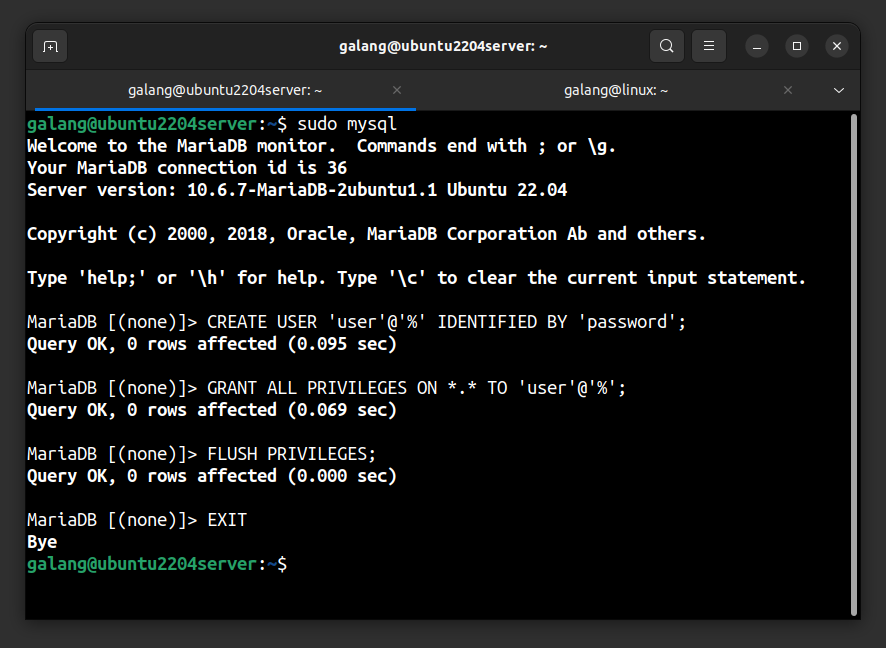 galang@ubuntu2204server: ~
galang@ubuntu2204server: ~
galang@linux: ~
galang@ubuntu2204server:~$ sudo mysql
Welcome to the MariaDB monitor.  Commands end with ; or \g.
Your MariaDB connection id is 36
Server version: 10.6.7-MariaDB-2ubuntu1.1 Ubuntu 22.04
Copyright (c) 2000, 2018, Oracle, MariaDB Corporation Ab and others.
Type 'help;' or '\h' for help. Type '\c' to clear the current input statement.
MariaDB [(none)]> CREATE USER 'user'@'%' IDENTIFIED BY 'password';
Query OK, 0 rows affected (0.095 sec)
MariaDB [(none)]> GRANT ALL PRIVILEGES ON *.* TO 'user'@'%';
Query OK, 0 rows affected (0.069 sec)
MariaDB [(none)]> FLUSH PRIVILEGES;
Query OK, 0 rows affected (0.000 sec)
MariaDB [(none)]> EXIT
Bye
galang@ubuntu2204server:~$